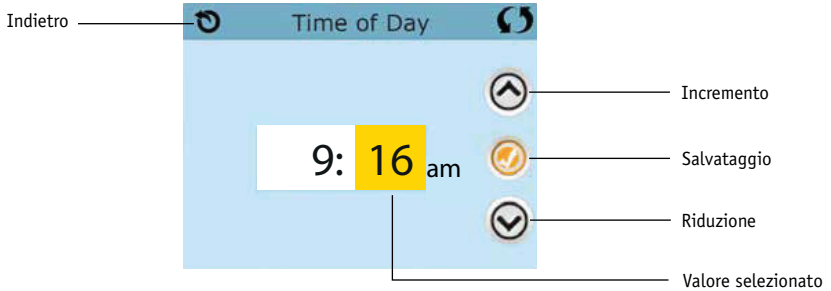 Indietro
Time of Day
Incremento
9: 16 am
Salvataggio
Riduzione
Valore selezionato